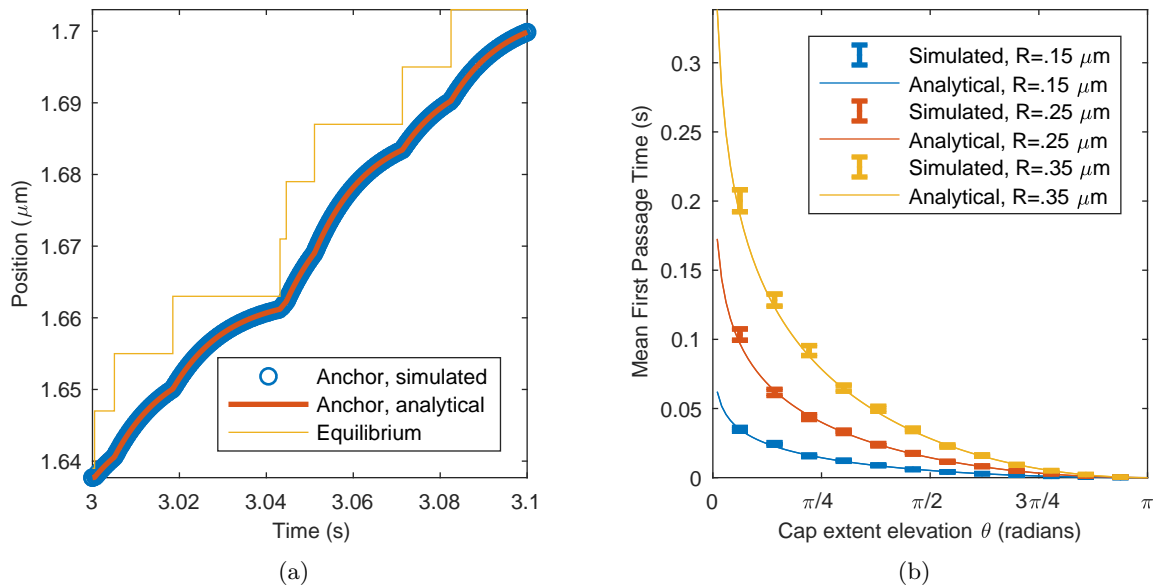 1.7
1.69
1.68
1.67
1.66
1.65
1.64
Position (μm)
3
3.02
3.04
3.06
3.08
3.1
Time (s)
Anchor, simulated
Anchor, analytical
Equilibrium
(a)
0.3
0.25
0.2
0.15
0.1
0.05
0
Mean First Passage Time (s)
0
π/4
π/2
3π/4
π
Cap extent elevation θ (radians)
Simulated, R=.15 μm
Analytical, R=.15 μm
Simulated, R=.25 μm
Analytical, R=.25 μm
Simulated, R=.35 μm
Analytical, R=.35 μm
(b)